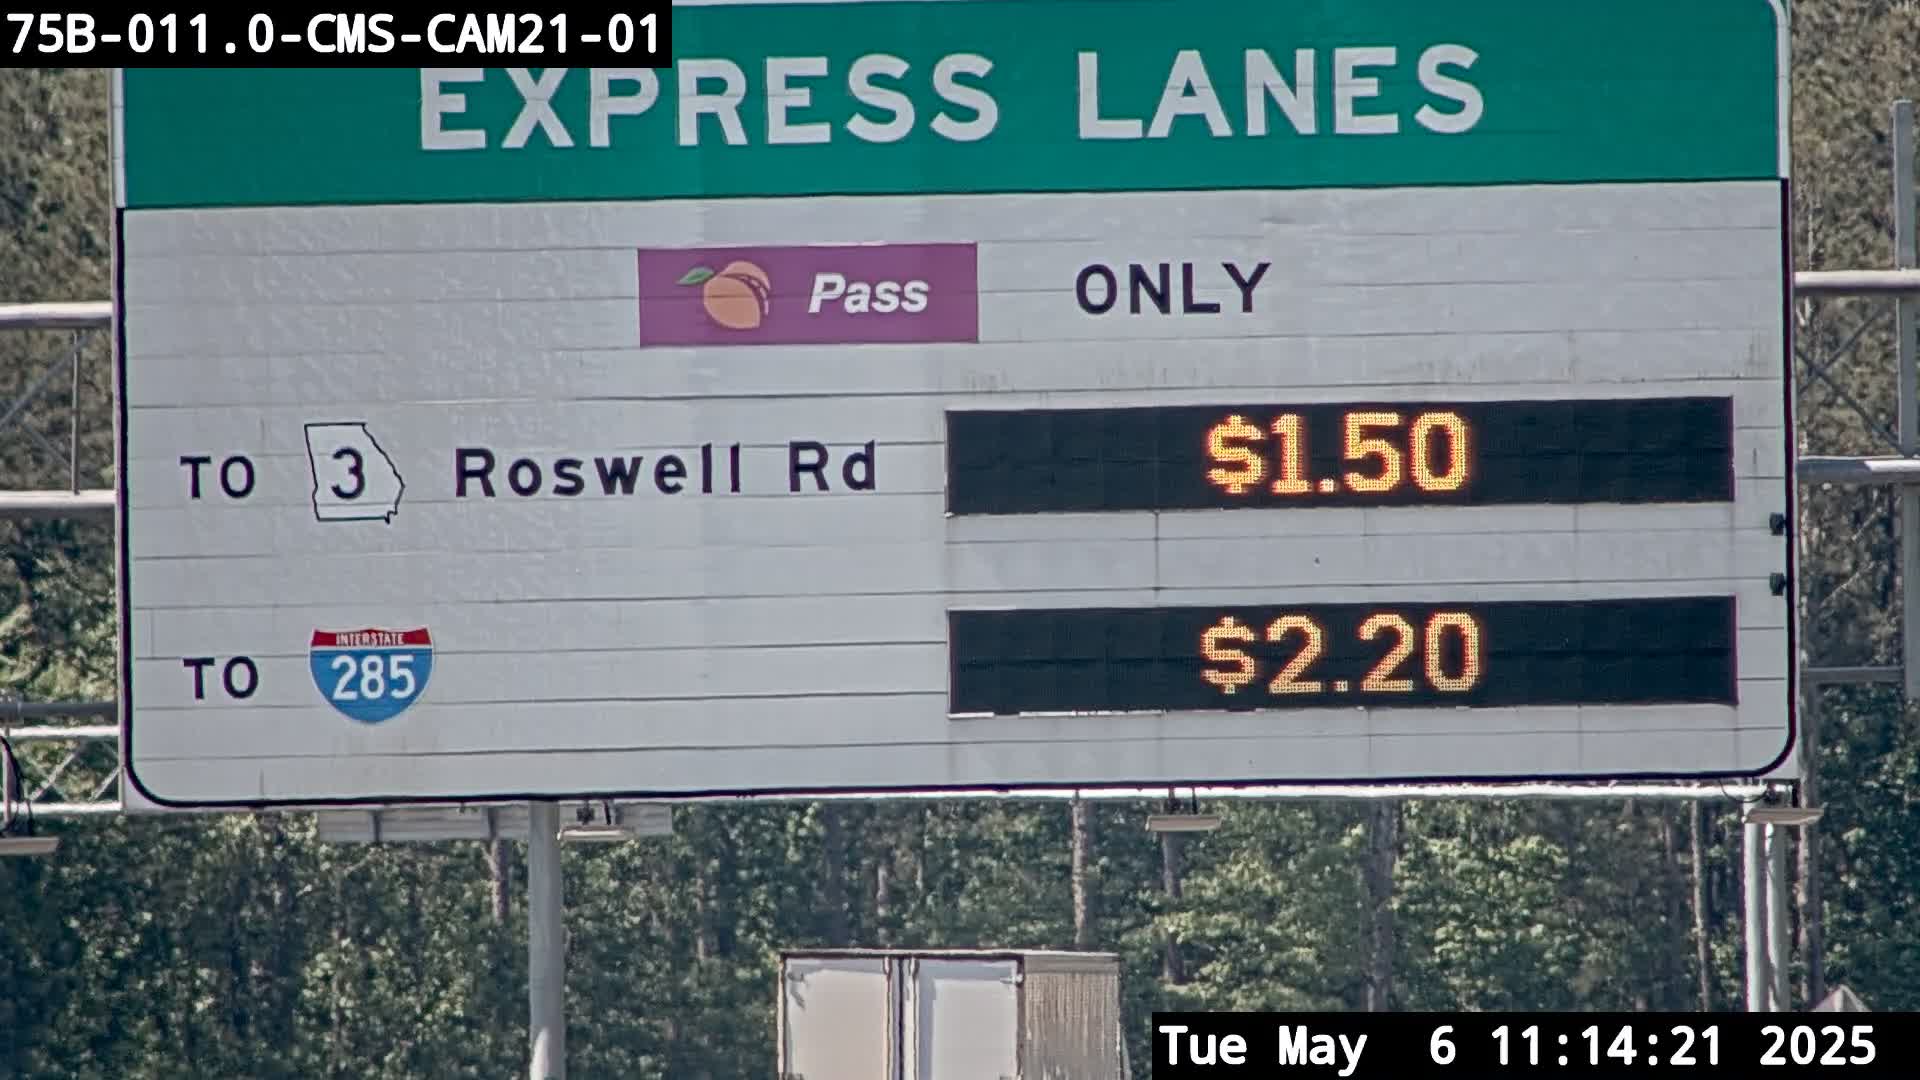 75B-011.0-CMS-CAM21-01
EXPRESS LANES
Pass ONLY
TO 3 Roswell Rd $1.50
INTERSTATE
TO 285 $2.20
Tue May 6 11:14:21 2025